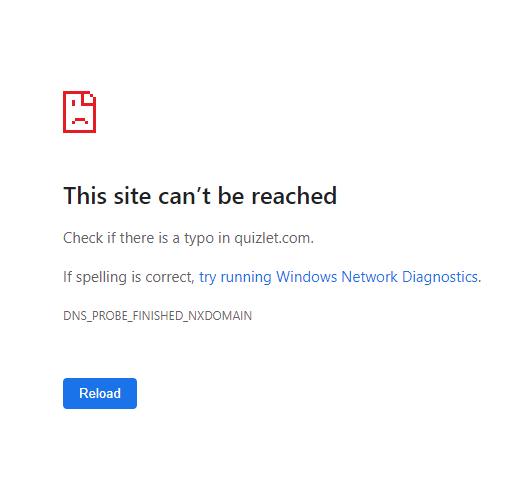 This site can’t be reached
Check if there is a typo in quizlet.com.
If spelling is correct, try running Windows Network Diagnostics.
DNS_PROBE_FINISHED_NXDOMAIN
Reload